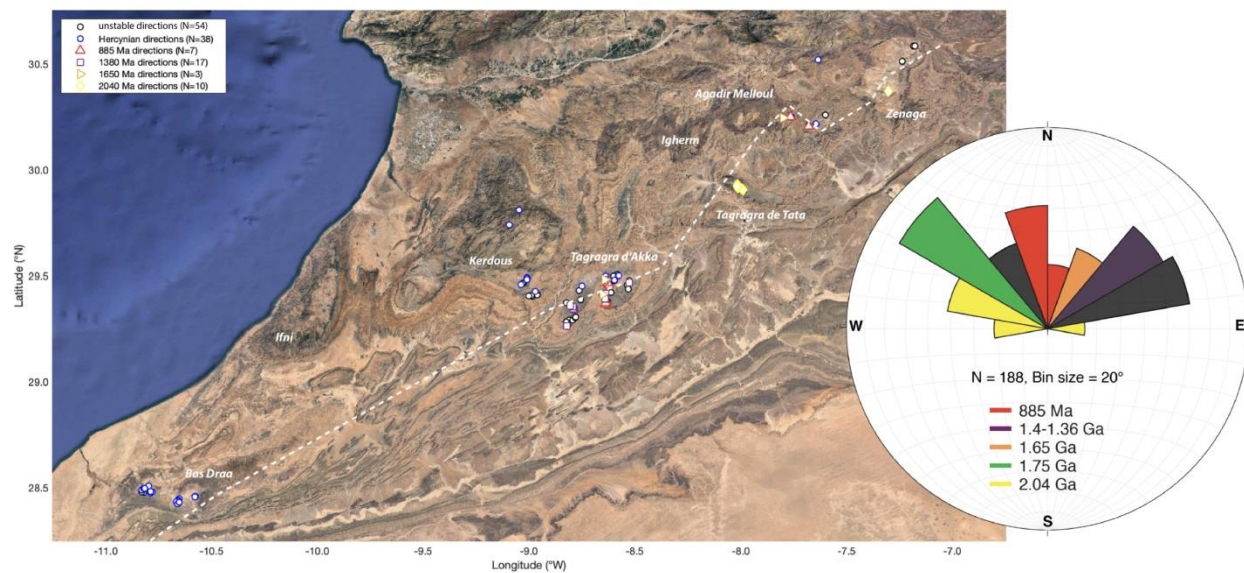 unstable directions (N=54)
Hercynian directions (N=38)
885 Ma directions (N=7)
1380 Ma directions (N=17)
1650 Ma directions (N=3)
2040 Ma directions (N=10)
30.5
30.0
29.5
29.0
28.5
Latitude (°N)
Agadir Melloul
Zenaga
Igherm
Tagragra de Tata
Kerdous
Tagragra d'Akka
Ifni
Bas Draa
-11.0 -10.5 -10.0 -9.5 -9.0 -8.5 -8.0 -7.5 -7.0
Longitude (°W)
N
W
E
N = 188, Bin size = 20°
885 Ma
1.4-1.36 Ga
1.65 Ga
1.75 Ga
2.04 Ga
S